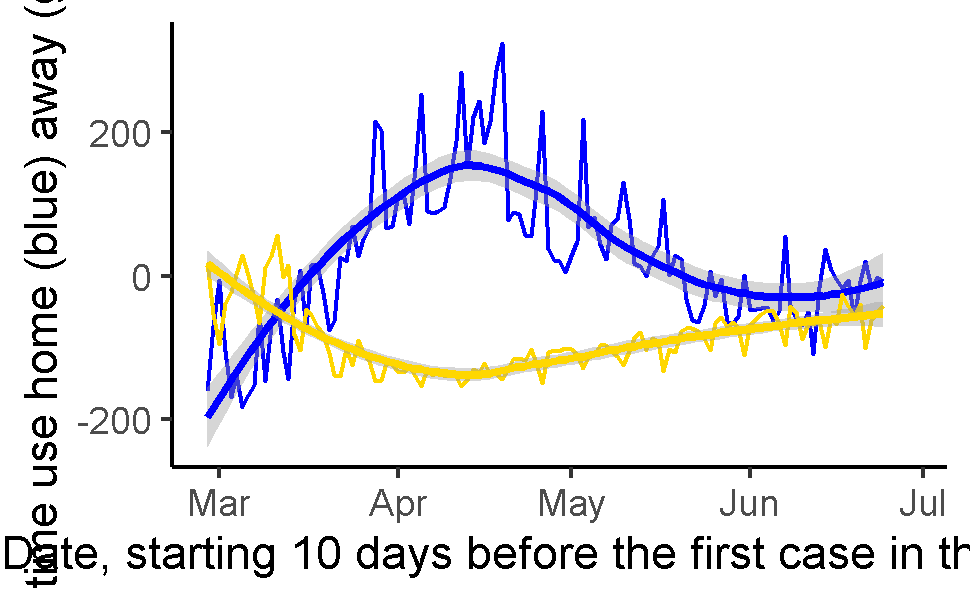 time use home (blue) away (
200
0
-200
Mar Apr May Jun Jul
Date, starting 10 days before the first case in th